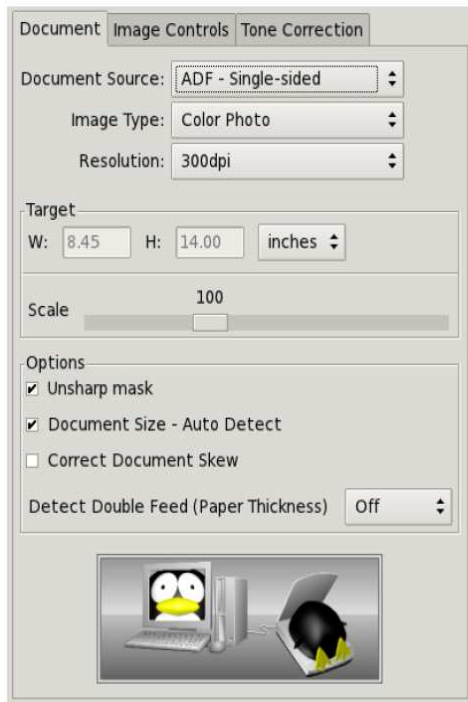 Document Image Controls Tone Correction
Document Source: ADF - Single-sided
Image Type: Color Photo
Resolution: 300dpi
Target
W: 8.45 H: 14.00 inches
100
Scale
Options
Unsharp mask
Document Size - Auto Detect
Correct Document Skew
Detect Double Feed (Paper Thickness) Off